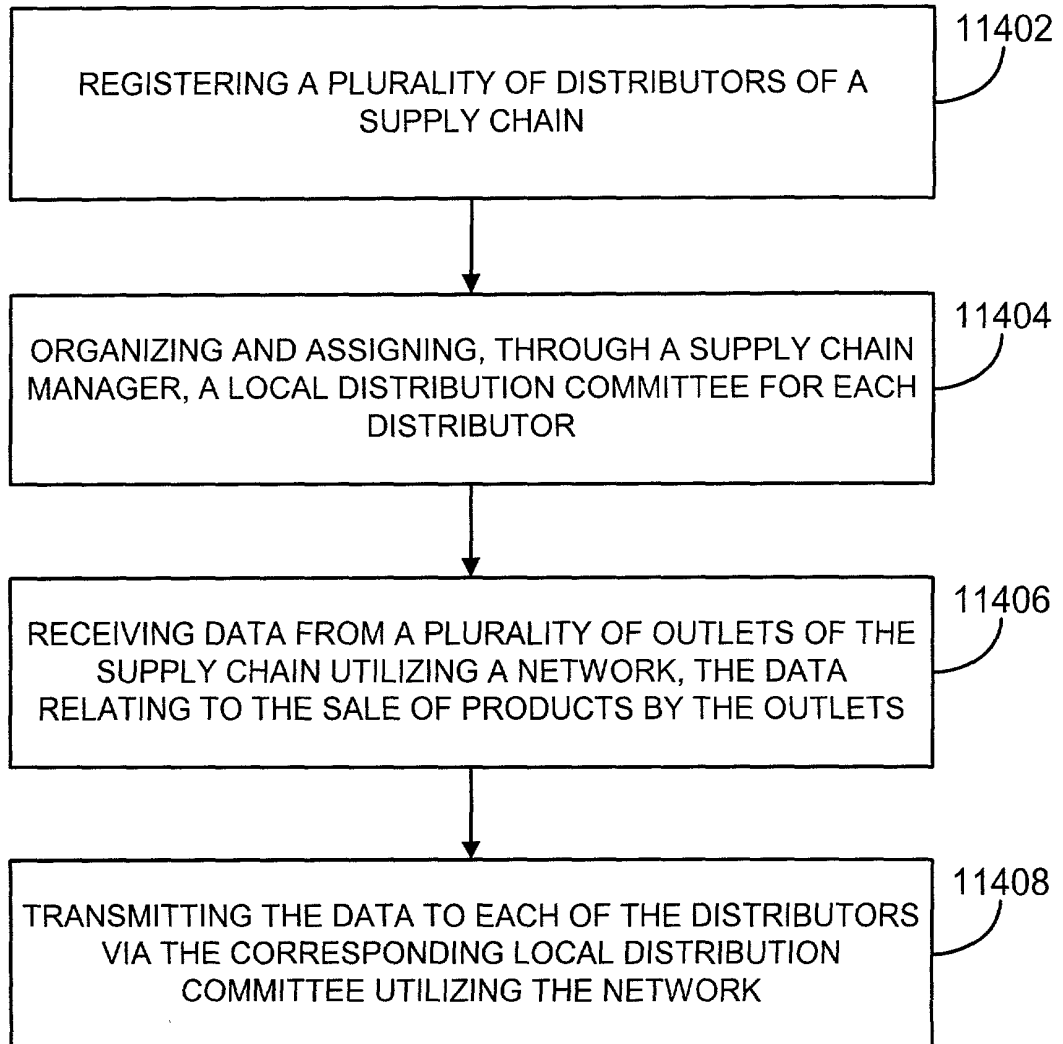 11402
REGISTERING A PLURALITY OF DISTRIBUTORS OF A
SUPPLY CHAIN
11404
ORGANIZING AND ASSIGNING, THROUGH A SUPPLY CHAIN
MANAGER, A LOCAL DISTRIBUTION COMMITTEE FOR EACH
DISTRIBUTOR
11406
RECEIVING DATA FROM A PLURALITY OF OUTLETS OF THE
SUPPLY CHAIN UTILIZING A NETWORK, THE DATA
RELATING TO THE SALE OF PRODUCTS BY THE OUTLETS
11408
TRANSMITTING THE DATA TO EACH OF THE DISTRIBUTORS
VIA THE CORRESPONDING LOCAL DISTRIBUTION
COMMITTEE UTILIZING THE NETWORK